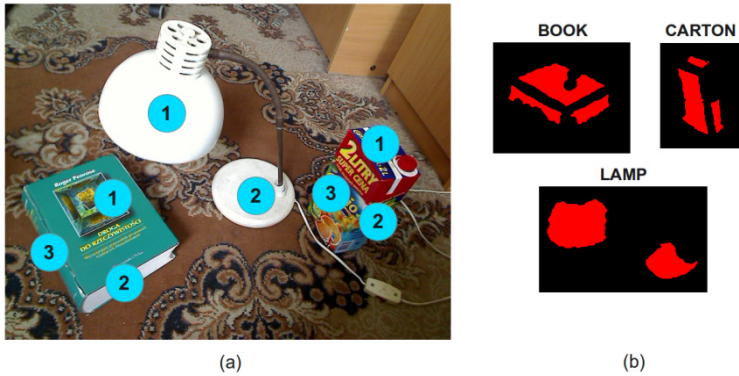 BOOK
CARTON
LAMP
1
1
2 LITRY
SUPER CENA
3
2
2
Roger Penrose
1
DROGA
DO RZECZYWISTOŚCI
3
2
(a)
(b)